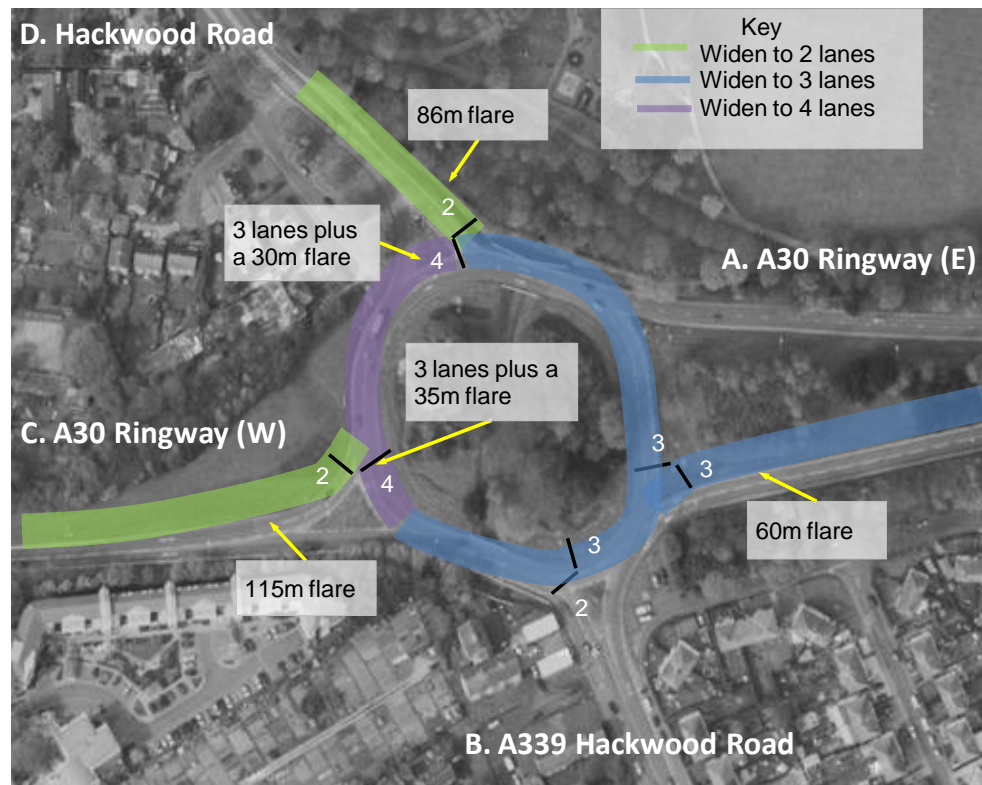 D. Hackwood Road
Key
Widen to 2 lanes
Widen to 3 lanes
Widen to 4 lanes
86m flare
2
3 lanes plus
a 30m flare
4
A. A30 Ringway (E)
3 lanes plus a
35m flare
C. A30 Ringway (W)
2
4
3
3
60m flare
3
115m flare
2
B. A339 Hackwood Road